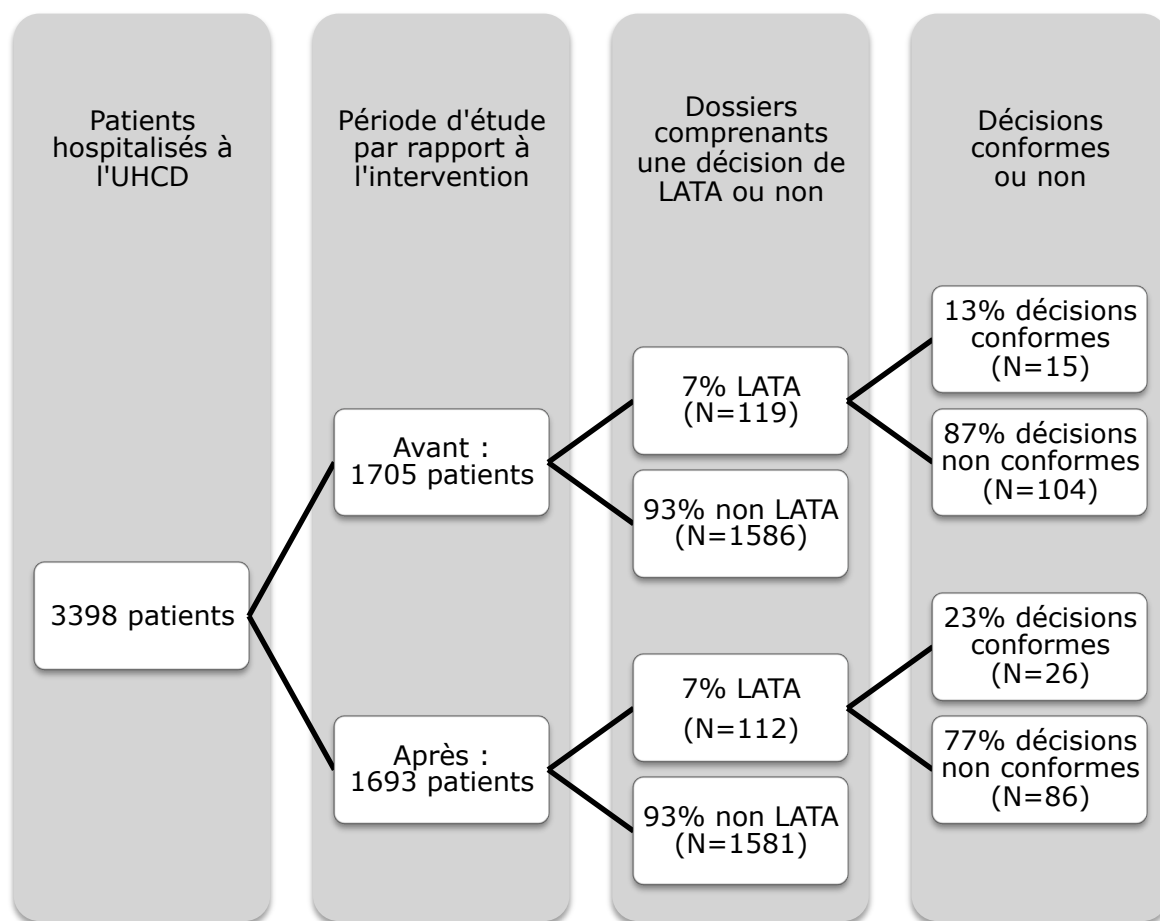 Patients
hospitalisés à
l'UHCD
Période d'étude
par rapport à
l'intervention
Dossiers
comprenants
une décision de
LATA ou non
Décisions
conformes
ou non
3398 patients
Avant :
1705 patients
Après :
1693 patients
7% LATA
(N=119)
93% non LATA
(N=1586)
7% LATA
(N=112)
93% non LATA
(N=1581)
13% décisions
conformes
(N=15)
87% décisions
non conformes
(N=104)
23% décisions
conformes
(N=26)
77% décisions
non conformes
(N=86)